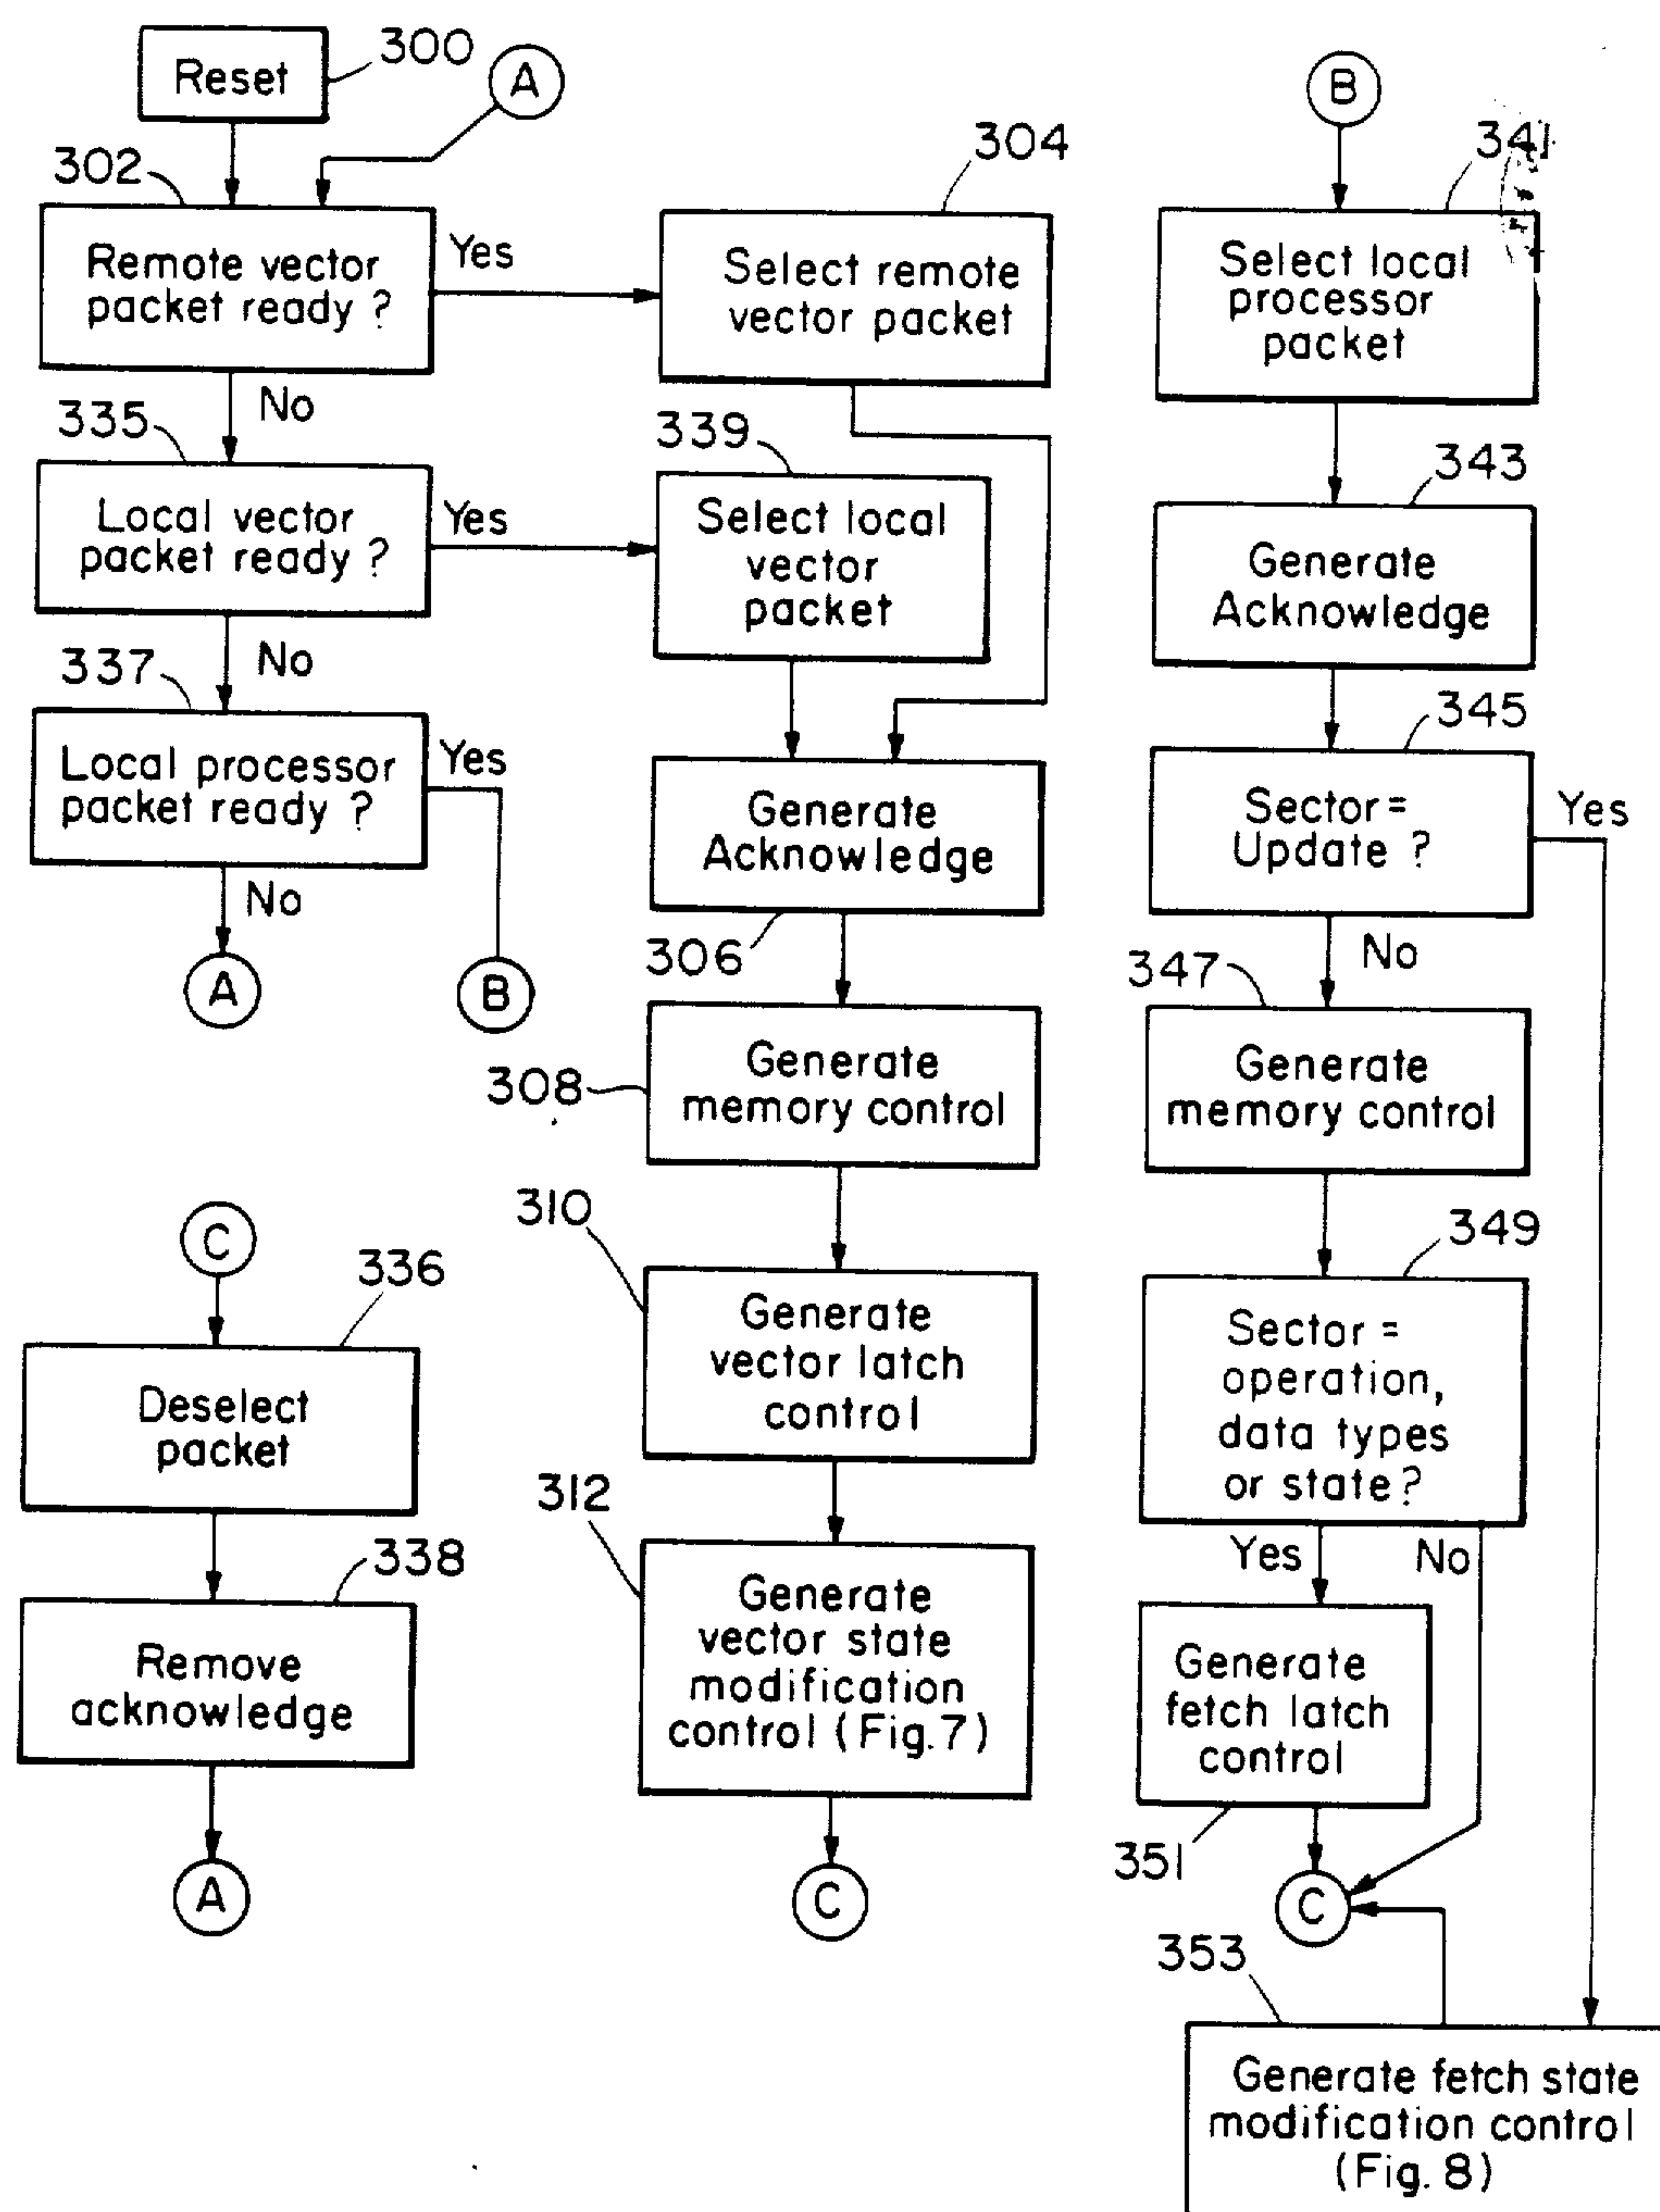 Reset
300
A
302
Remote vector
packet ready ?
Yes
No
304
Select remote
vector packet
335
Local vector
packet ready ?
Yes
No
339
Select local
vector
packet
337
Local processor
packet ready ?
Yes
No
A
B
Generate
Acknowledge
306
308
Generate
memory control
310
Generate
vector latch
control
312
Generate
vector state
modification
control (Fig. 7)
C
C
336
Deselect
packet
338
Remove
acknowledge
A
B
341
Select local
processor
packet
343
Generate
Acknowledge
345
Sector =
Update ?
Yes
No
347
Generate
memory control
349
Sector =
operation,
data types
or state?
Yes
No
Generate
fetch latch
control
351
C
353
Generate fetch state
modification control
(Fig. 8)